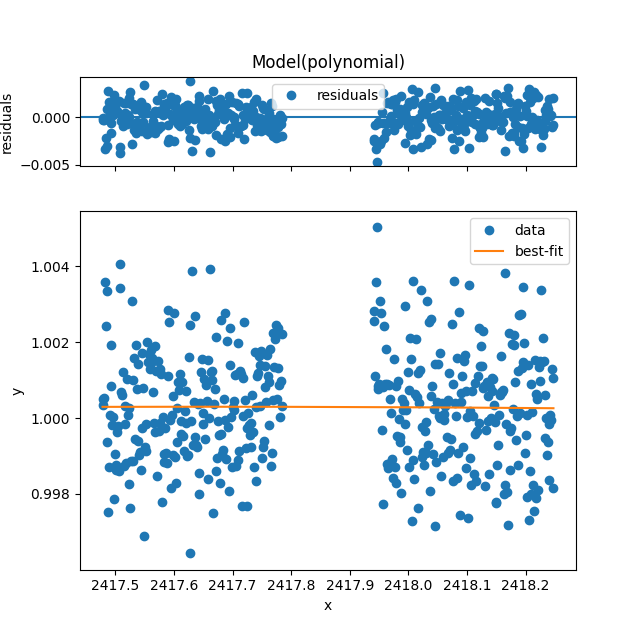 Model(polynomial)
residuals
0.000
−0.005
residuals
data
best-fit
y
1.004
1.002
1.000
0.998
2417.5 2417.6 2417.7 2417.8 2417.9 2418.0 2418.1 2418.2
x